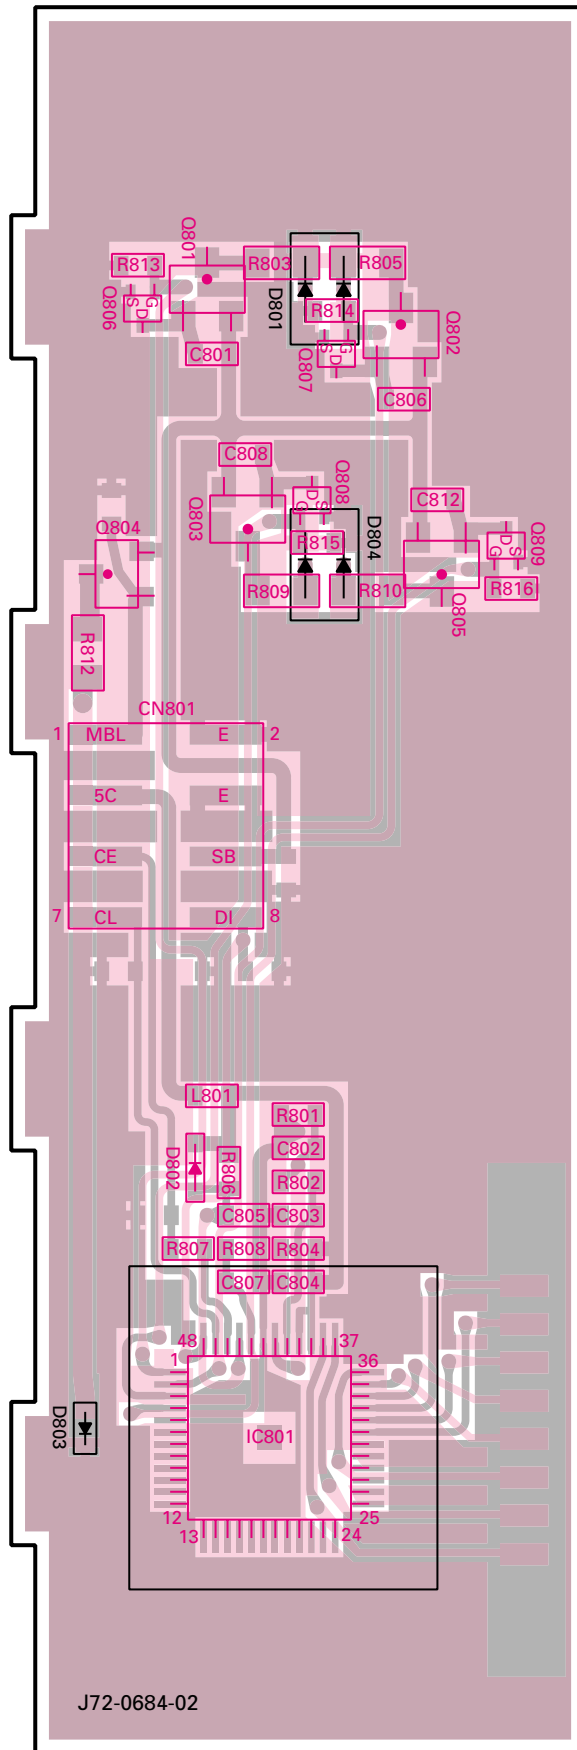 Q801
R813
R803
R805
Q806
S
G
D
D801
R814
Q802
C801
Q807
S
G
D
C806
C808
Q808
Q803
D
S
G
D804
C812
Q804
R815
Q809
D
S
G
R809
R810
Q805
R816
R812
CN801
1
MBL
E
2
5C
E
CE
SB
7
CL
DI
8
L801
R801
C802
D802
R806
R802
C805
C803
R807
R808
R804
C807
C804
48
37
1
36
D803
IC801
12
25
13
24
J72-0684-02